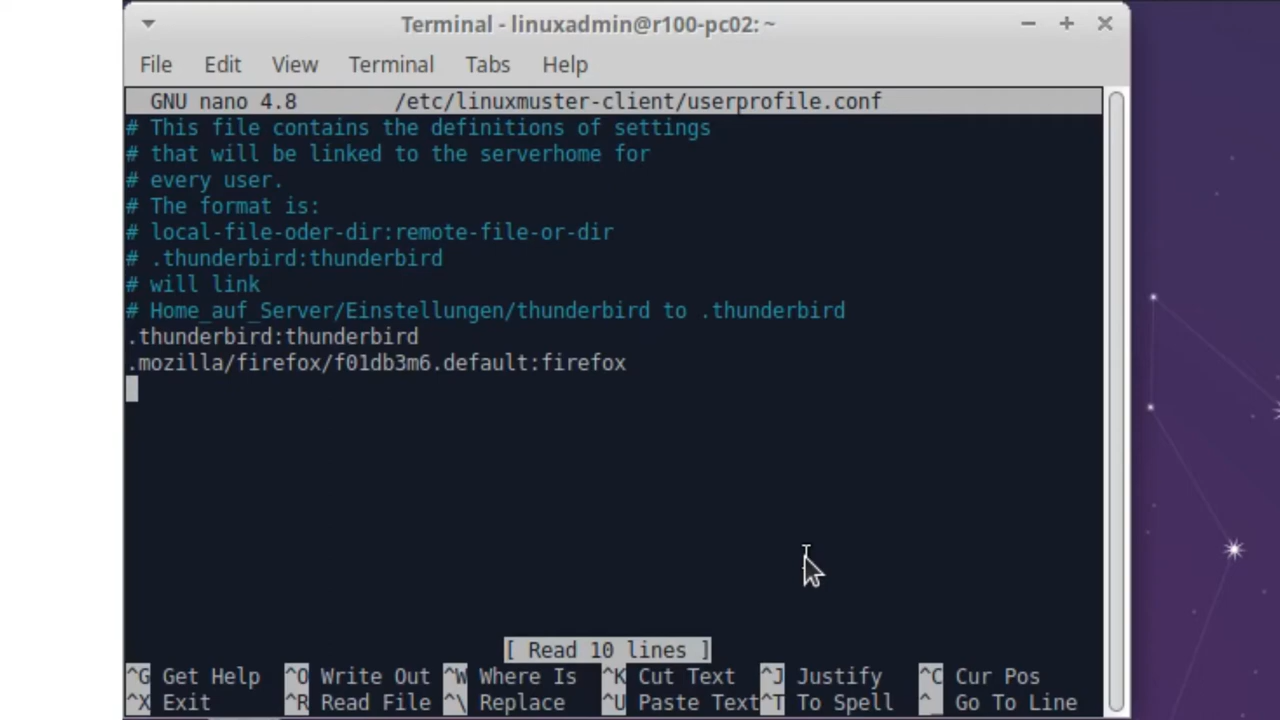 Terminal - linuxadmin@r100-pc02: ~
File Edit View Terminal Tabs Help
GNU nano 4.8 /etc/linuxmuster-client/userprofile.conf
# This file contains the definitions of settings
# that will be linked to the serverhome for
# every user.
# The format is:
# local-file-oder-dir:remote-file-or-dir
# .thunderbird:thunderbird
# will link
# Home_auf_Server/Einstellungen/thunderbird to .thunderbird
.thunderbird:thunderbird
.mozilla/firefox/f01db3m6.default:firefox
[ Read 10 lines ]
^G Get Help ^O Write Out ^W Where Is ^K Cut Text ^J Justify ^C Cur Pos
^X Exit ^R Read File ^\ Replace ^U Paste Text ^T To Spell ^_ Go To Line